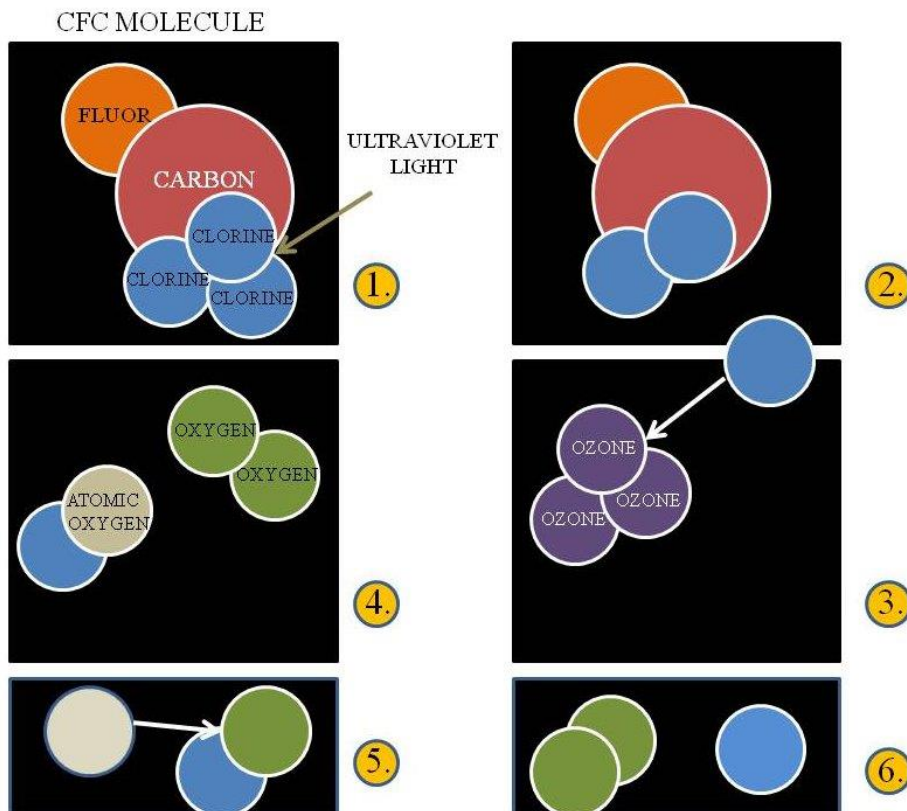 CFC MOLECULE
FLUOR
CARBON
CLORINE
CLORINE
CLORINE
ULTRAVIOLET
LIGHT
1.
2.
OZONE
OZONE
OZONE
3.
OXYGEN
OXYGEN
ATOMIC
OXYGEN
4.
5.
6.